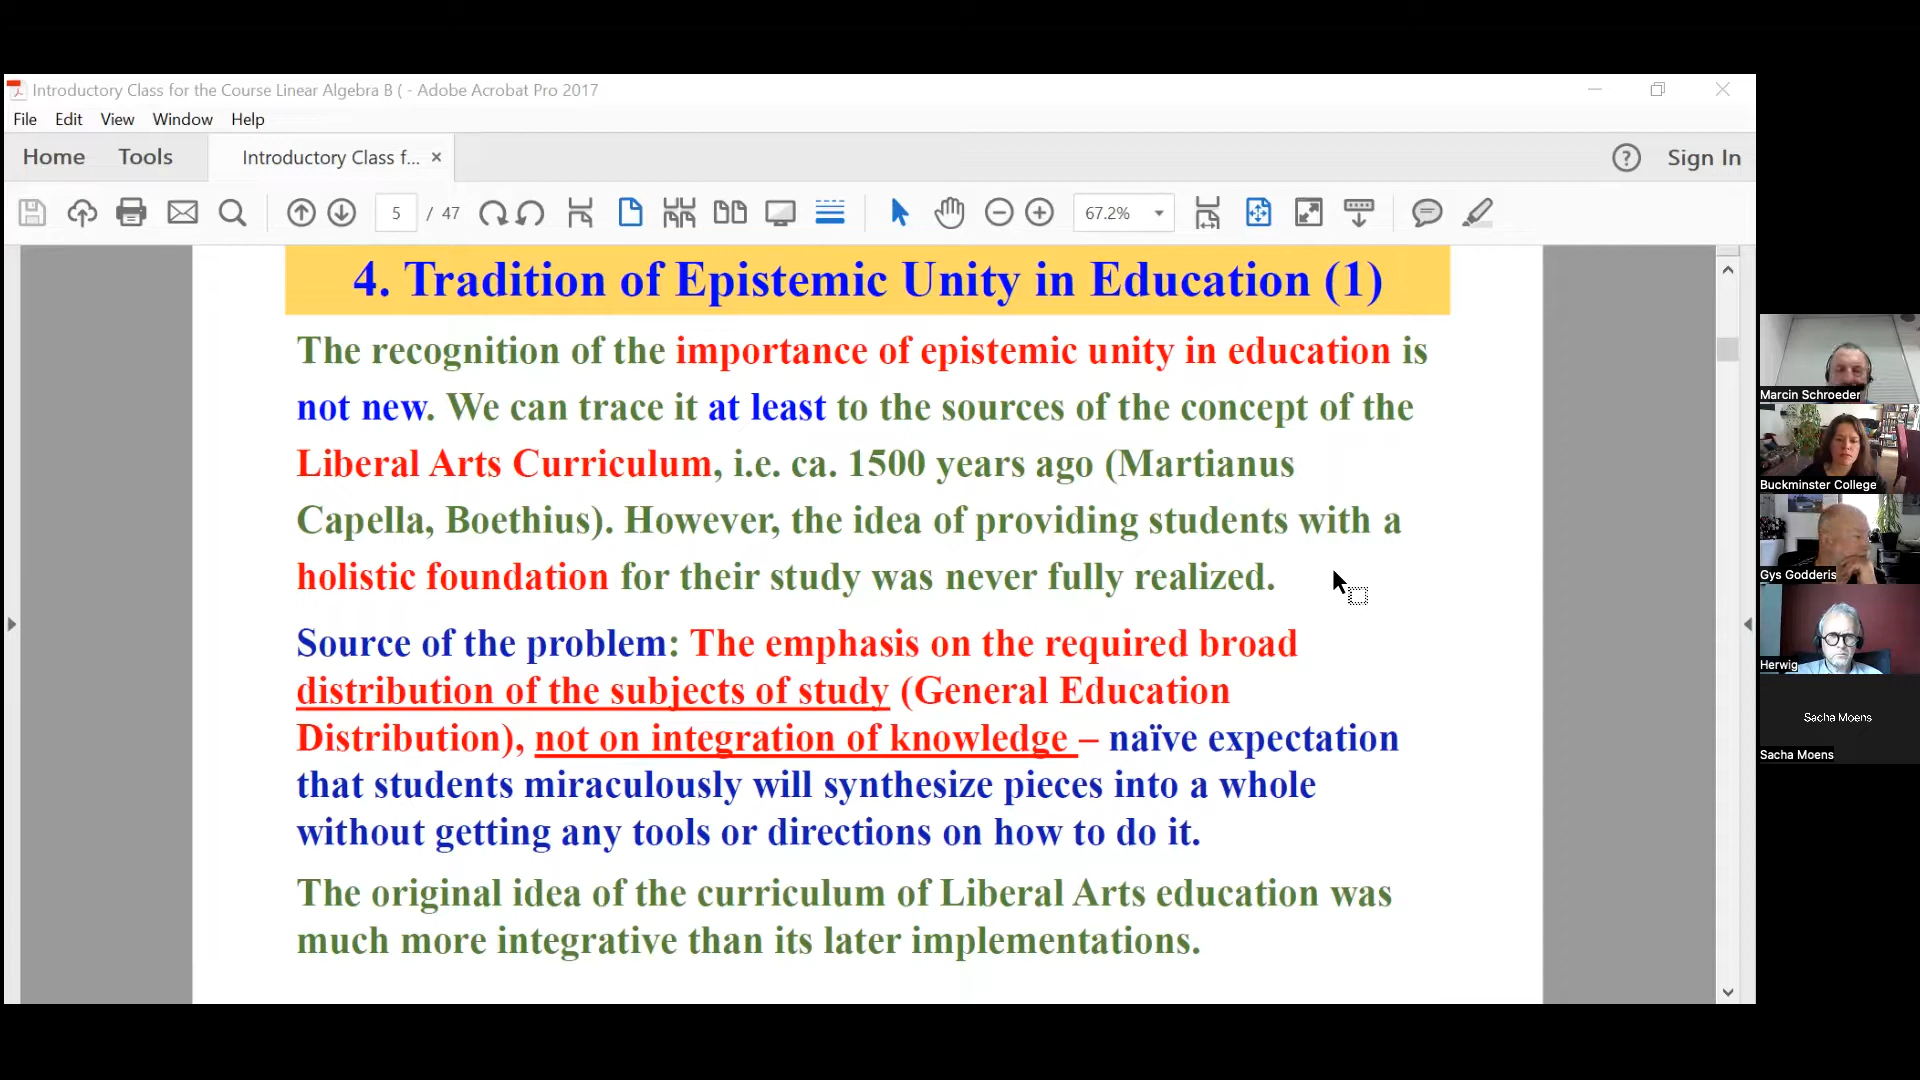 Introductory Class for the Course Linear Algebra B ( - Adobe Acrobat Pro 2017
File Edit View Window Help
Home Tools Introductory Class f... × ? Sign In
5 / 47 67.2%
4. Tradition of Epistemic Unity in Education (1)
The recognition of the importance of epistemic unity in education is
not new. We can trace it at least to the sources of the concept of the
Liberal Arts Curriculum, i.e. ca. 1500 years ago (Martianus
Capella, Boethius). However, the idea of providing students with a
holistic foundation for their study was never fully realized.
Source of the problem: The emphasis on the required broad
distribution of the subjects of study (General Education
Distribution), not on integration of knowledge – naïve expectation
that students miraculously will synthesize pieces into a whole
without getting any tools or directions on how to do it.
The original idea of the curriculum of Liberal Arts education was
much more integrative than its later implementations.
Marcin Schroeder
Buckminster College
Gys Godderis
Herwig
Sacha Moens
Sacha Moens